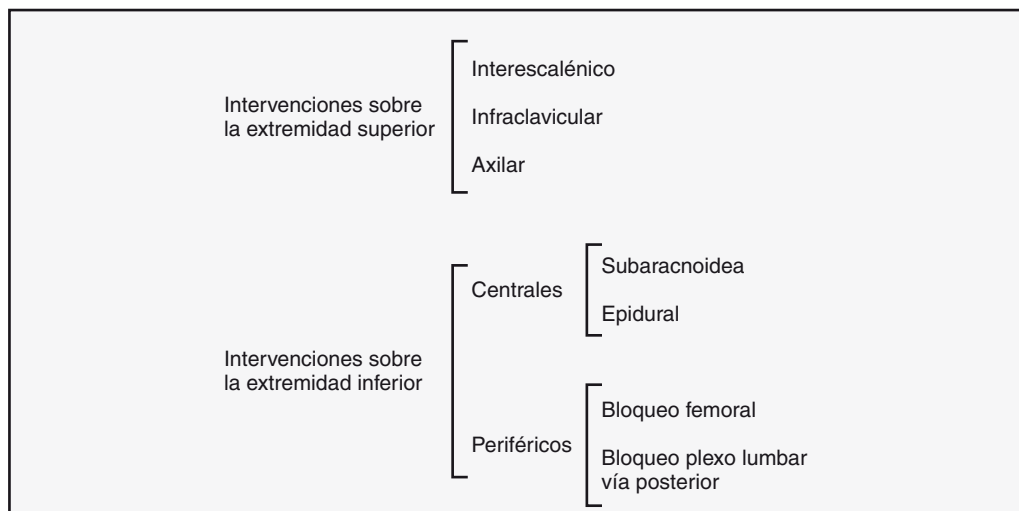 Intervenciones sobre
la extremidad superior
Interescalénico
Infraclavicular
Axilar
Intervenciones sobre
la extremidad inferior
Centrales
Subaracnoidea
Epidural
Periféricos
Bloqueo femoral
Bloqueo plexo lumbar
vía posterior